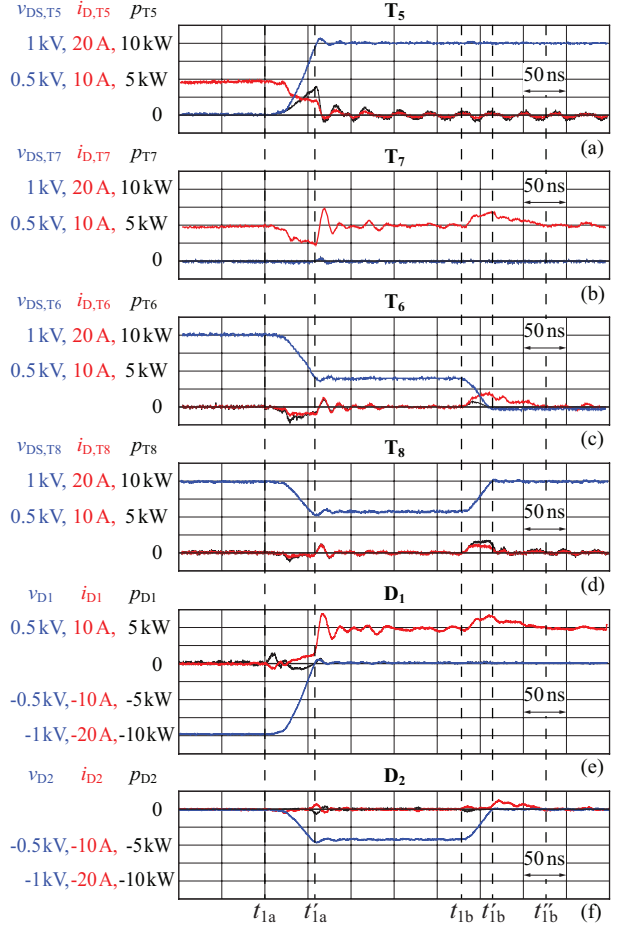 v_DS,T5 i_D,T5 p_T5 T_5
1 kV, 20 A, 10 kW
0.5 kV, 10 A, 5 kW
50 ns
0
(a)
v_DS,T7 i_D,T7 p_T7 T_7
1 kV, 20 A, 10 kW
50 ns
0.5 kV, 10 A, 5 kW
0
(b)
v_DS,T6 i_D,T6 p_T6 T_6
1 kV, 20 A, 10 kW
50 ns
0.5 kV, 10 A, 5 kW
0
(c)
v_DS,T8 i_D,T8 p_T8 T_8
1 kV, 20 A, 10 kW
0.5 kV, 10 A, 5 kW
50 ns
0
(d)
v_D1 i_D1 p_D1 D_1
0.5 kV, 10 A, 5 kW
0
-0.5 kV, -10 A, -5 kW
50 ns
-1 kV, -20 A, -10 kW
(e)
v_D2 i_D2 p_D2 D_2
0
-0.5 kV, -10 A, -5 kW
50 ns
-1 kV, -20 A, -10 kW
(f)
t_1a t′_1a t_1b t′_1b t″_1b